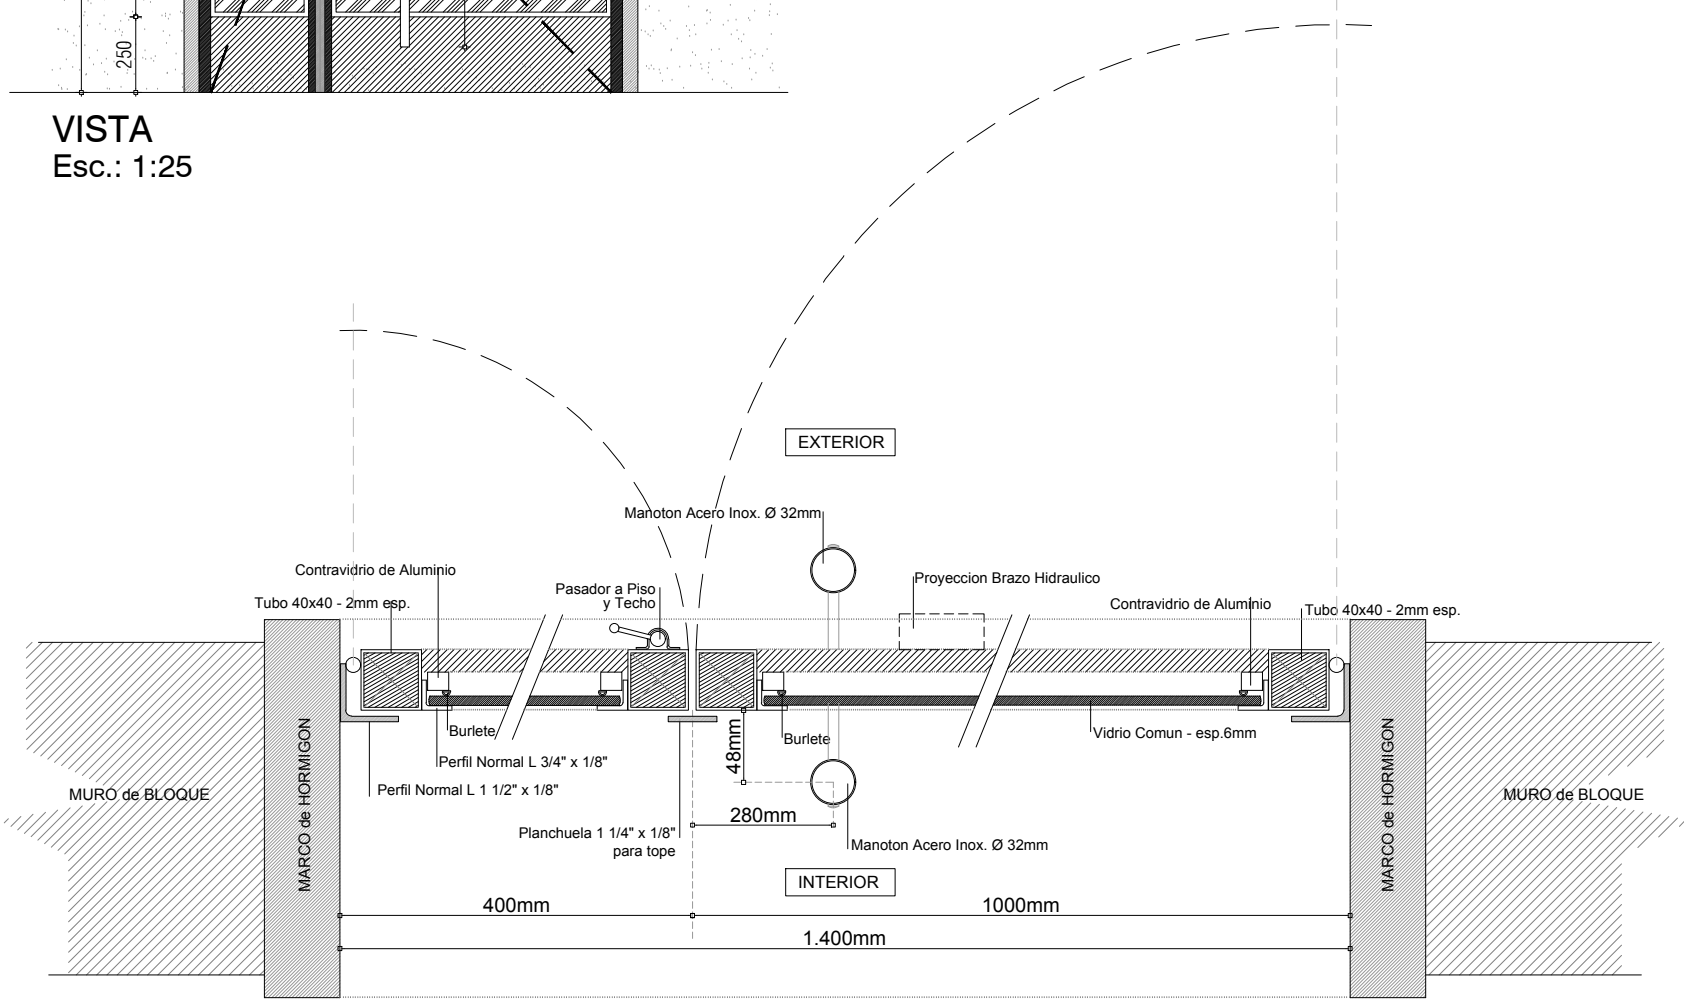 250
VISTA
Esc.: 1:25
EXTERIOR
Manoton Acero Inox. Ø 32mm
Contravidrio de Aluminio
Pasador a Piso
y Techo
Proyeccion Brazo Hidraulico
Tubo 40x40 - 2mm esp.
Contravidrio de Aluminio
Tubo 40x40 - 2mm esp.
Burlete
Burlete
Vidrio Comun - esp.6mm
48mm
Perfil Normal L 3/4" x 1/8"
Perfil Normal L 1 1/2" x 1/8"
MURO de BLOQUE
MARCO de HORMIGON
MARCO de HORMIGON
MURO de BLOQUE
280mm
Planchuela 1 1/4" x 1/8"
para tope
Manoton Acero Inox. Ø 32mm
INTERIOR
400mm
1000mm
1.400mm